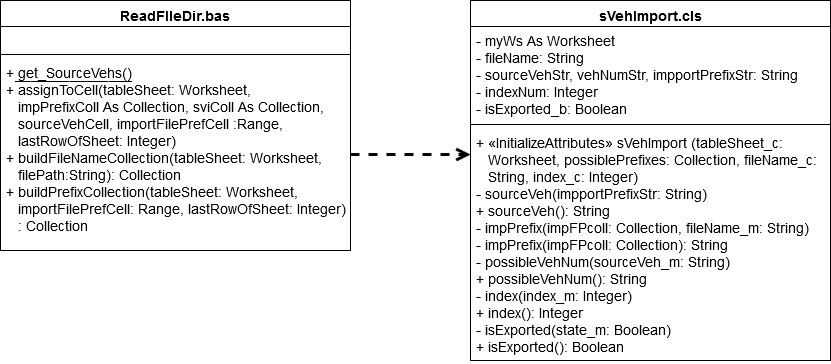 ReadFileDir.bas
+ get_SourceVehs()
+ assignToCell(tableSheet: Worksheet,
impPrefixColl As Collection, sviColl As Collection,
sourceVehCell, importFilePrefCell :Range,
lastRowOfSheet: Integer)
+ buildFileNameCollection(tableSheet: Worksheet,
filePath:String): Collection
+ buildPrefixCollection(tableSheet: Worksheet,
importFilePrefCell: Range, lastRowOfSheet: Integer)
: Collection
sVehImport.cls
- myWs As Worksheet
- fileName: String
- sourceVehStr, vehNumStr, impportPrefixStr: String
- indexNum: Integer
- isExported_b: Boolean
+ «InitializeAttributes» sVehImport (tableSheet_c:
Worksheet, possiblePrefixes: Collection, fileName_c:
String, index_c: Integer)
- sourceVeh(impportPrefixStr: String)
+ sourceVeh(): String
- impPrefix(impFPcoll: Collection, fileName_m: String)
- impPrefix(impFPcoll: Collection): String
- possibleVehNum(sourceVeh_m: String)
+ possibleVehNum(): String
- index(index_m: Integer)
+ index(): Integer
- isExported(state_m: Boolean)
+ isExported(): Boolean